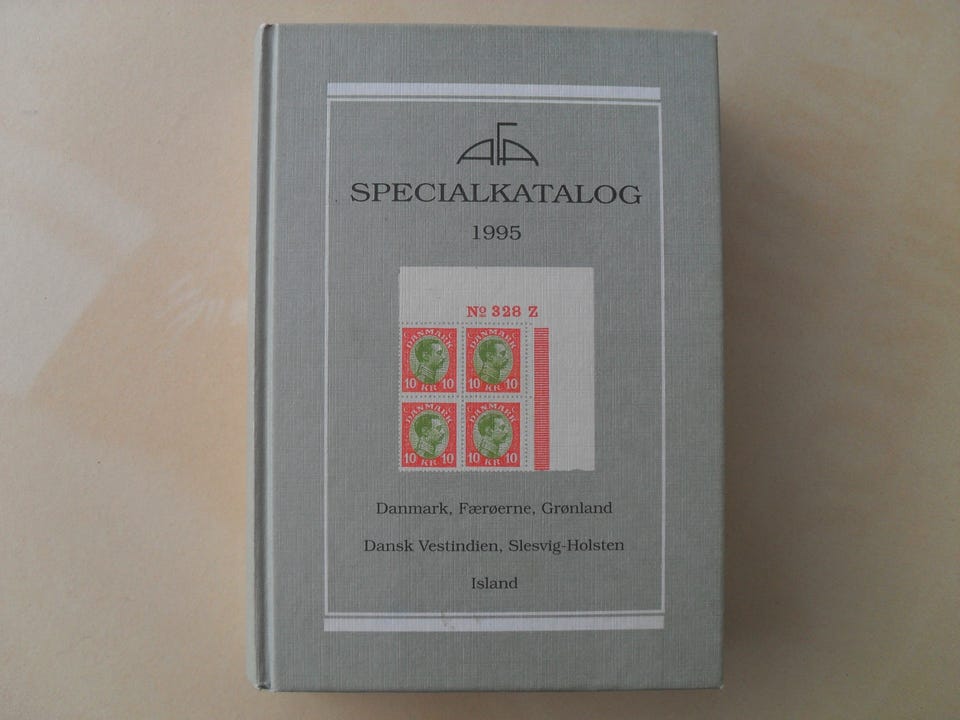 AFA
SPECIALKATALOG
1995
Nº 328 Z
DANMARK DANMARK
10 KR 10 10 KR 10
DANMARK DANMARK
10 KR 10 10 KR 10
Danmark, Færøerne, Grønland
Dansk Vestindien, Slesvig-Holsten
Island